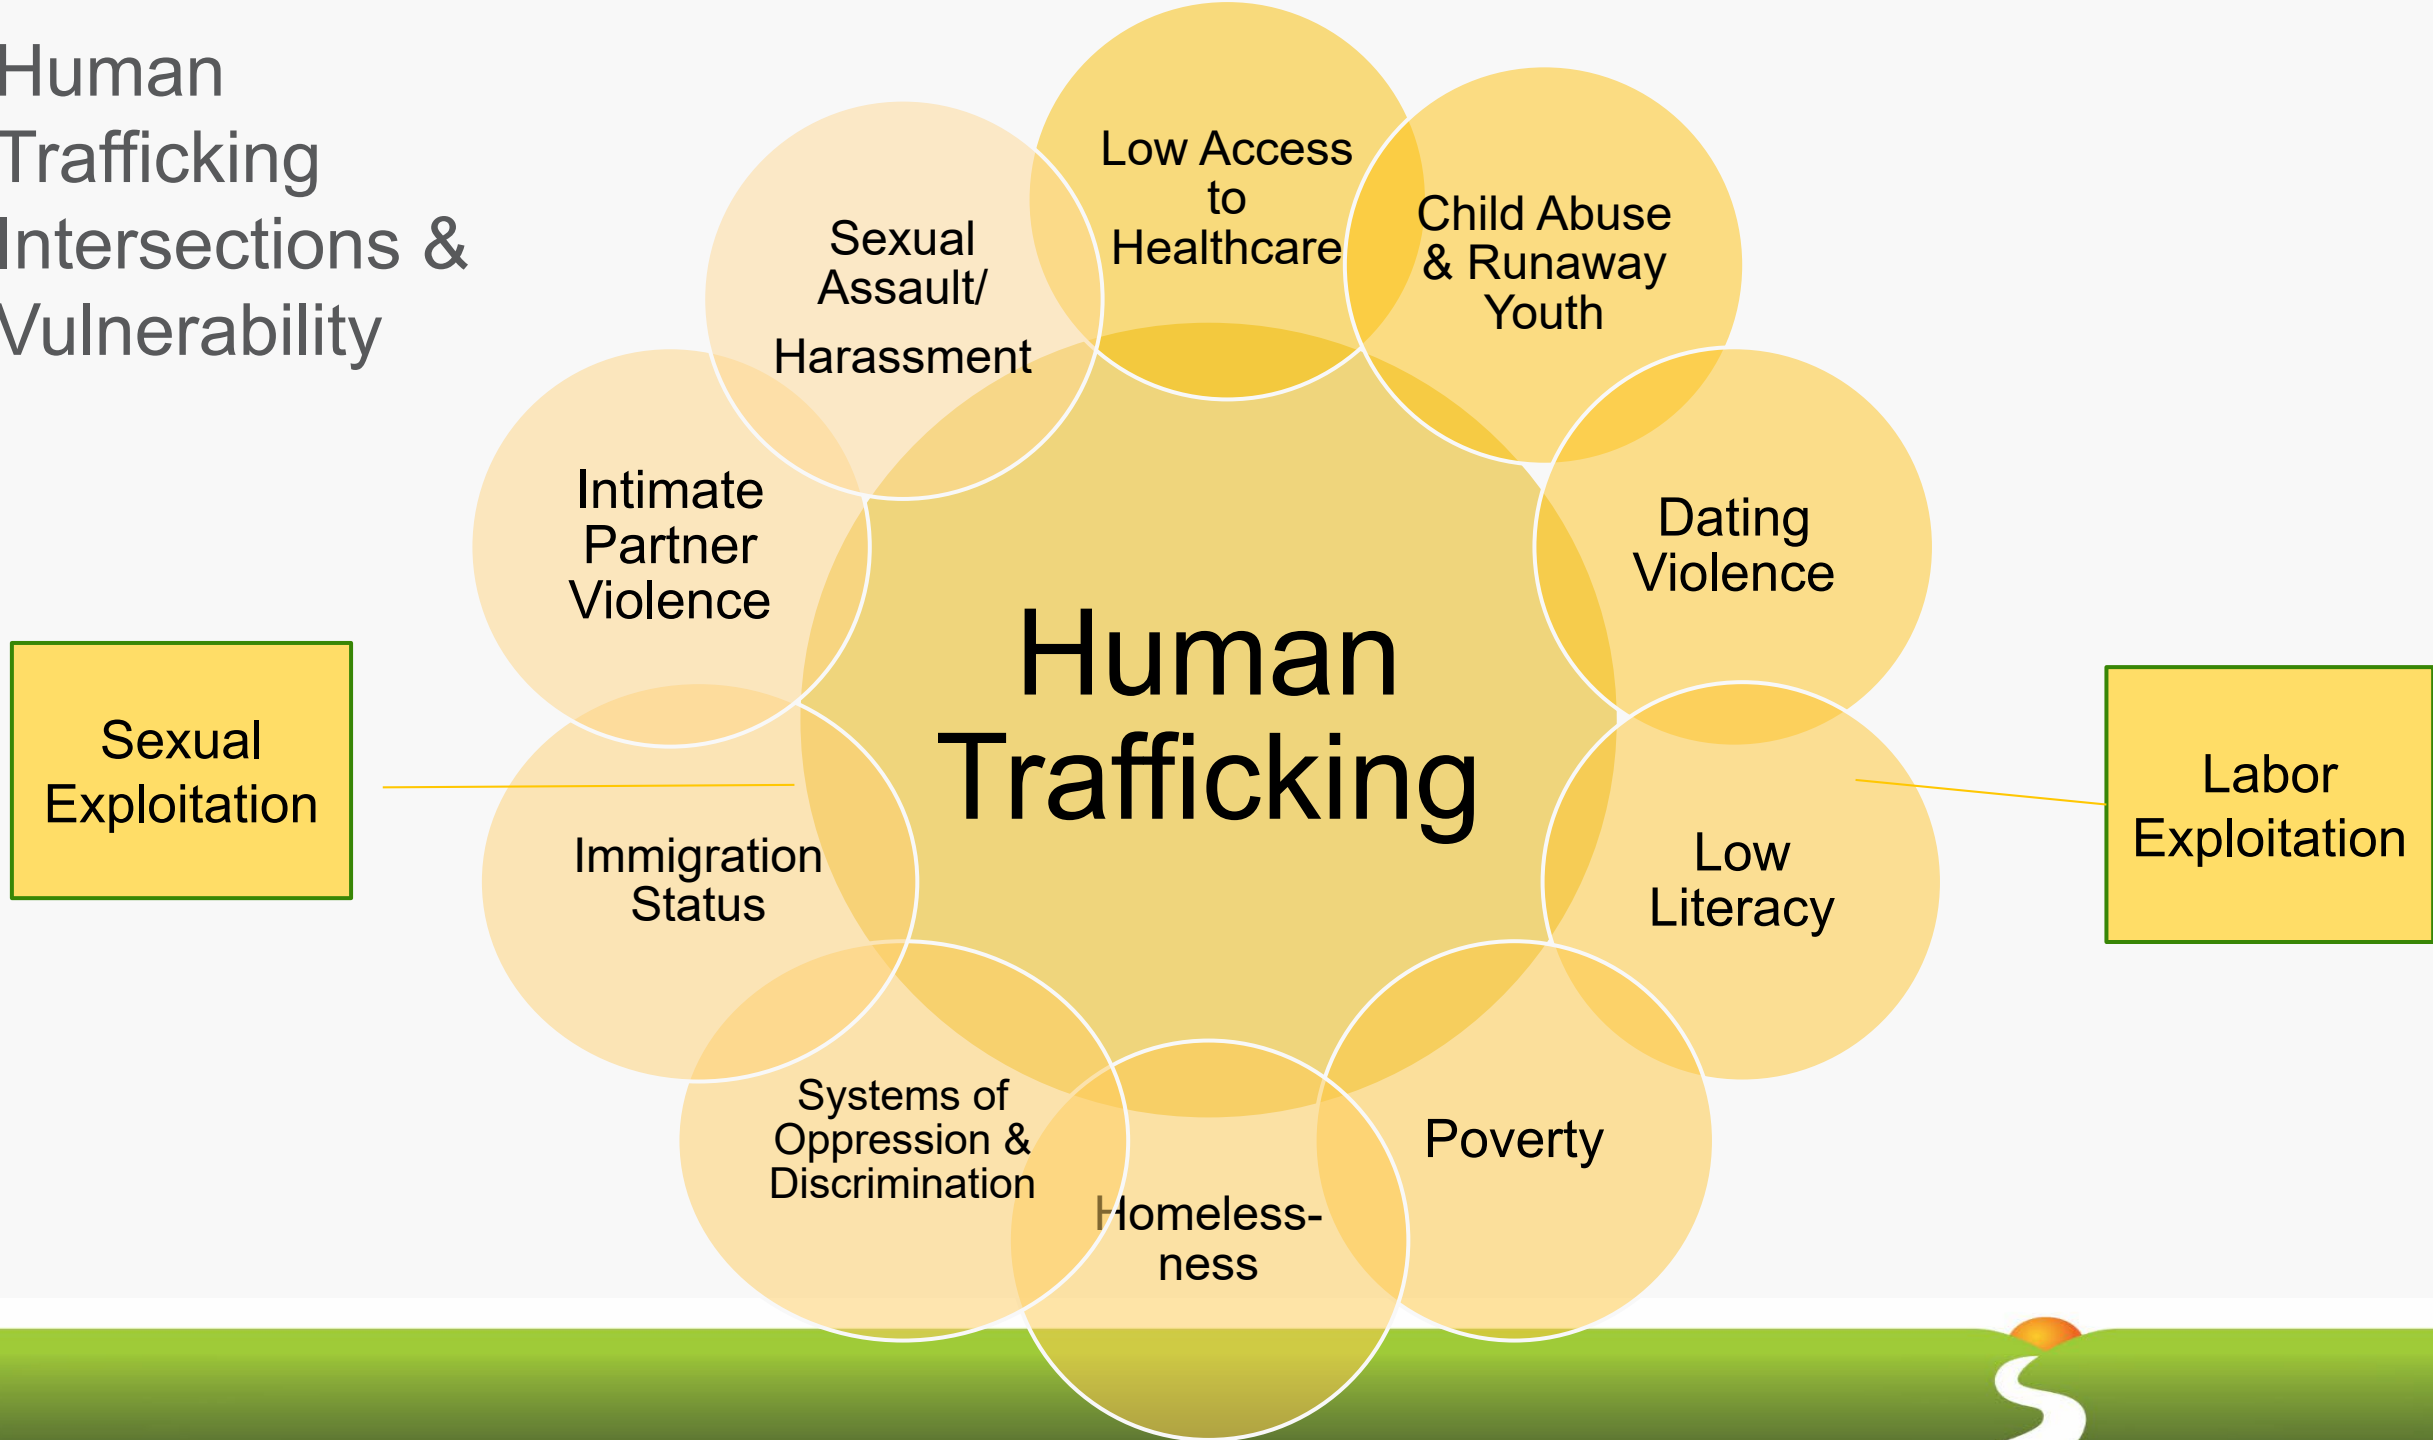 Human
Trafficking
Intersections &
Vulnerability
Low Access
to
Healthcare
Child Abuse
& Runaway
Youth
Sexual
Assault/
Harassment
Dating
Violence
Intimate
Partner
Violence
Human
Trafficking
Sexual
Exploitation
Labor
Exploitation
Immigration
Status
Low
Literacy
Systems of
Oppression &
Discrimination
Poverty
Homeless-
ness